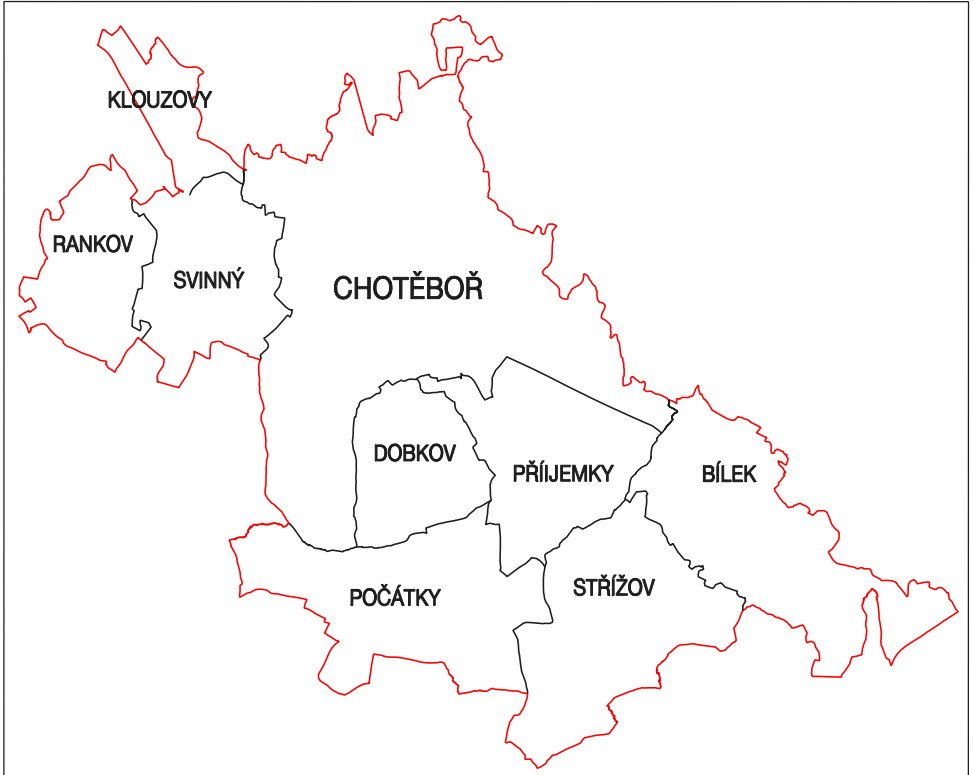 KLOUZOVY
RANKOV
SVINNÝ
CHOTĚBOŘ
DOBKOV
PŘÍIJEMKY
BÍLEK
POČÁTKY
STŘÍŽOV